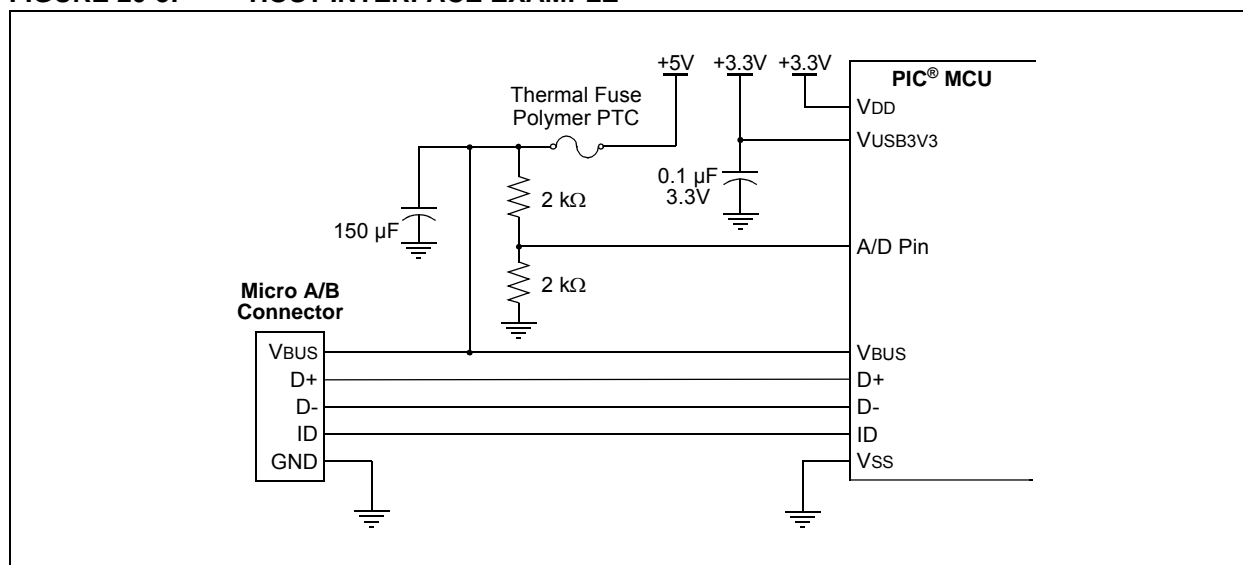 +5V
+3.3V
+3.3V
PIC® MCU
Thermal Fuse
Polymer PTC
VDD
VUSB3V3
0.1 µF
3.3V
2 kΩ
150 µF
A/D Pin
2 kΩ
Micro A/B
Connector
VBUS
VBUS
D+
D+
D-
D-
ID
ID
GND
VSS